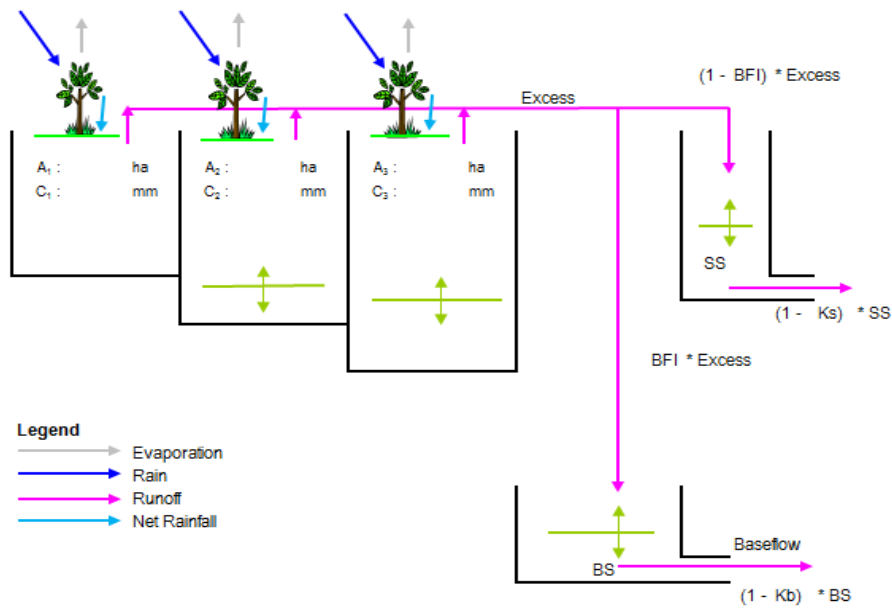 (1 - BFI) * Excess
Excess
A₁ : ha
C₁ : mm
A₂ : ha
C₂ : mm
A₃ : ha
C₃ : mm
SS
(1 - Ks) * SS
BFI * Excess
Legend
Evaporation
Rain
Runoff
Net Rainfall
Baseflow
BS
(1 - Kb) * BS